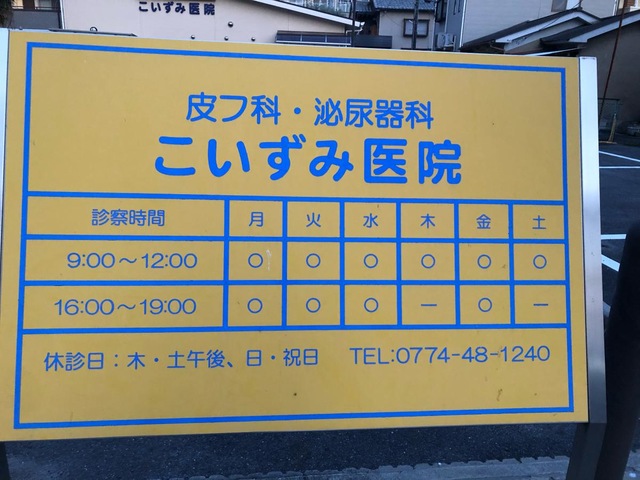 こいずみ医院
皮フ科・泌尿器科
こいずみ医院
診察時間 月 火 水 木 金 土
9:00～12:00 ○ ○ ○ ○ ○ ○
16:00～19:00 ○ ○ ○ ー ○ ー
休診日：木・土午後、日・祝日 TEL:0774-48-1240